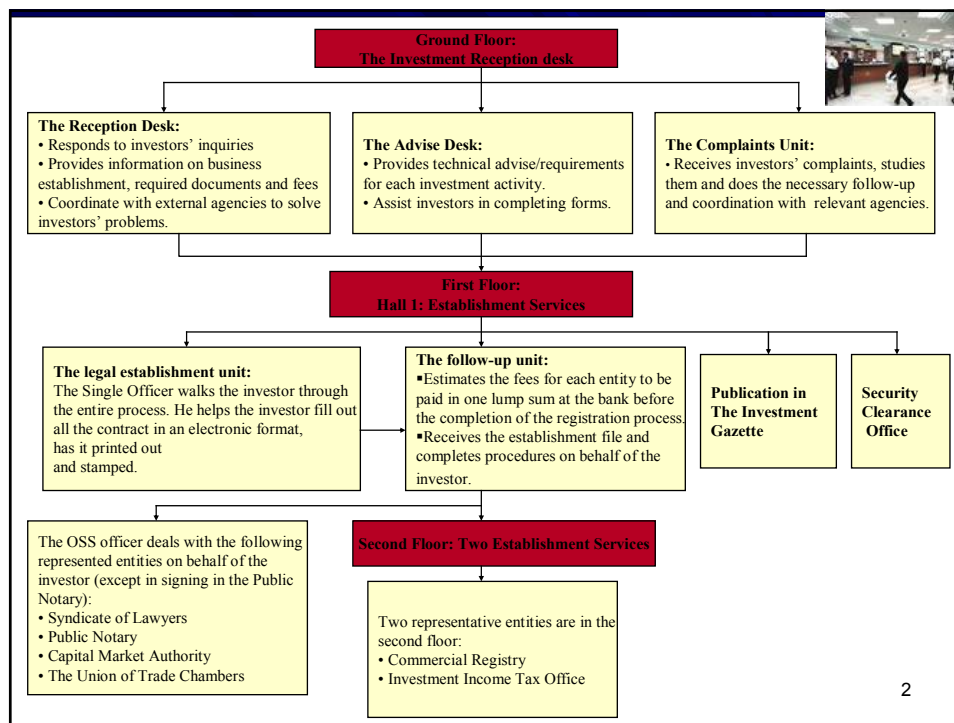 Ground Floor:
The Investment Reception desk
The Reception Desk:
• Responds to investors’ inquiries
• Provides information on business
establishment, required documents and fees
• Coordinate with external agencies to solve
investors’ problems.
The Advise Desk:
• Provides technical advise/requirements
for each investment activity.
• Assist investors in completing forms.
The Complaints Unit:
• Receives investors’ complaints, studies
them and does the necessary follow-up
and coordination with relevant agencies.
First Floor:
Hall 1: Establishment Services
The legal establishment unit:
The Single Officer walks the investor through
the entire process. He helps the investor fill out
all the contract in an electronic format,
has it printed out
and stamped.
The follow-up unit:
▪Estimates the fees for each entity to be
paid in one lump sum at the bank before
the completion of the registration process.
▪Receives the establishment file and
completes procedures on behalf of the
investor.
Publication in
The Investment
Gazette
Security
Clearance
Office
The OSS officer deals with the following
represented entities on behalf of the
investor (except in signing in the Public
Notary):
• Syndicate of Lawyers
• Public Notary
• Capital Market Authority
• The Union of Trade Chambers
Second Floor: Two Establishment Services
Two representative entities are in the
second floor:
• Commercial Registry
• Investment Income Tax Office
2